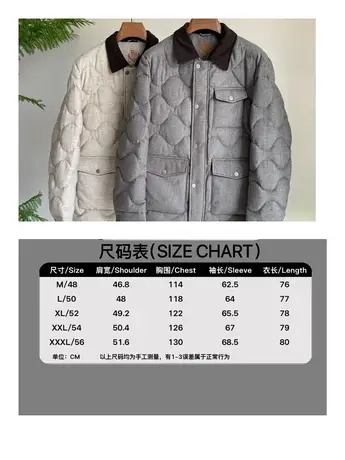 尺码表(SIZE CHART)
尺寸/Size 肩宽/Shoulder 胸围/Chest 袖长/Sleeve 衣长/Length
M/48 46.8 114 62.5 76
L/50 48 118 64 77
XL/52 49.2 122 65.5 78
XXL/54 50.4 126 67 79
XXXL/56 51.6 130 68.5 80
单位: CM 以上尺码均为手工测量，有1-3误差属于正常行为